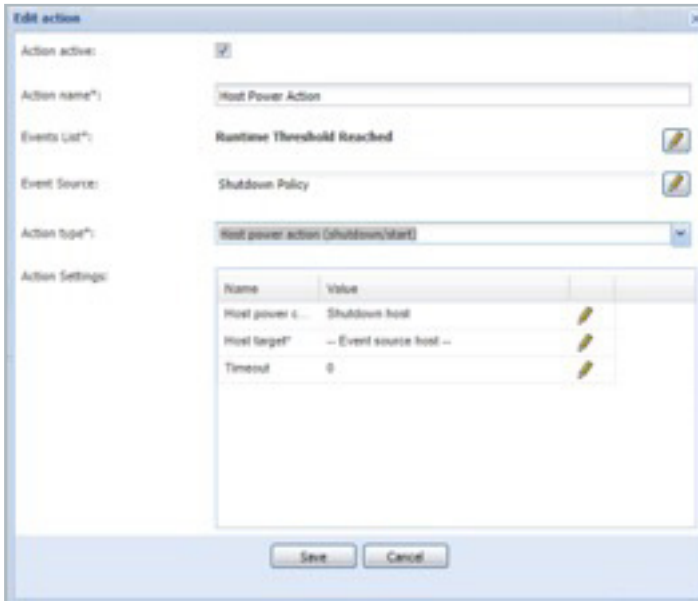 Edit action
Action active:
Action name*: Host Power Action
Events List*: Runtime Threshold Reached
Event Source: Shutdown Policy
Action type*: Host power action (shutdown/start)
Action Settings:
Name Value
Host power c... Shutdown host
Host target* -- Event source host --
Timeout 0
Save Cancel